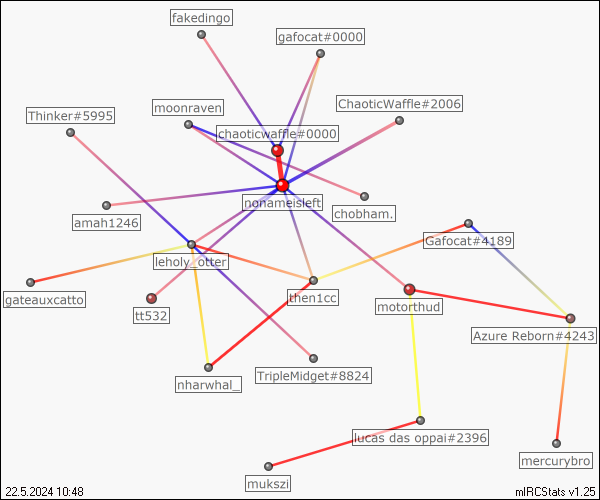 fakedingo
gafocat#0000
moonraven
ChaoticWaffle#2006
Thinker#5995
chaoticwaffle#0000
nonameisleft
chobham.
amah1246
Gafocat#4189
leholy_otter
gateauxcatto
tt532
then1cc
motorthud
Azure Reborn#4243
nharwhal_
TripleMidget#8824
lucas das oppai#2396
mercurybro
mukszi
22.5.2024 10:48
mIRCStats v1.25